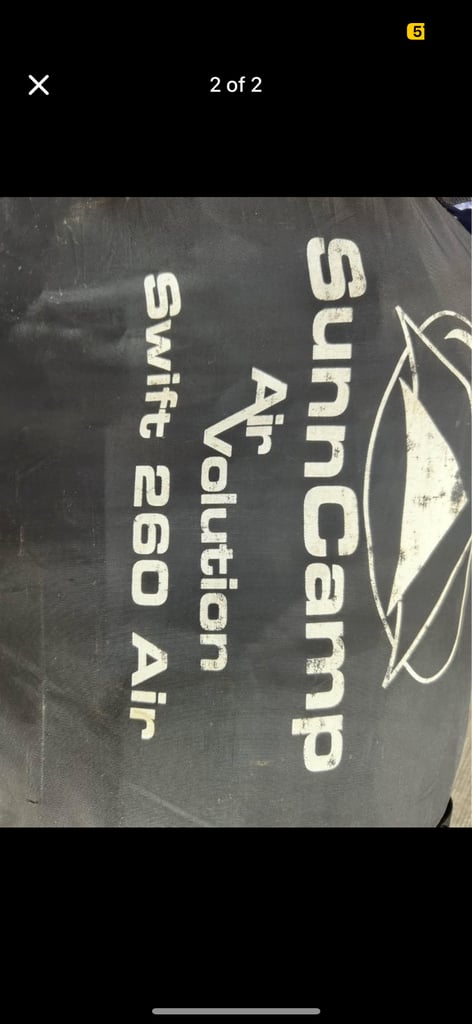 5
2 of 2
SunnCamp
Air Volution
Swift 260 Air